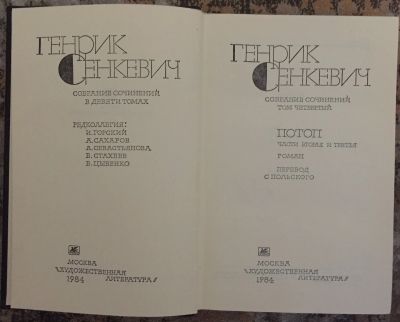 ГЕНРИК
СЕНКЕВИЧ
СОБРАНИЕ СОЧИНЕНИЙ
В ДЕВЯТИ ТОМАХ
РЕДКОЛЛЕГИЯ:
И. ГОРСКИЙ
А. САХАРОВ
А. СЕВАСТЬЯНОВА
Б. СТАХЕЕВ
В. ЦЫБЕНКО
МОСКВА
«ХУДОЖЕСТВЕННАЯ
ЛИТЕРАТУРА»
1984
ГЕНРИК
СЕНКЕВИЧ
СОБРАНИЕ СОЧИНЕНИЙ
ТОМ ЧЕТВЕРТЫЙ
ПОТОП
ЧАСТИ ВТОРАЯ И ТРЕТЬЯ
РОМАН
ПЕРЕВОД
С ПОЛЬСКОГО
МОСКВА
«ХУДОЖЕСТВЕННАЯ
ЛИТЕРАТУРА»
1984